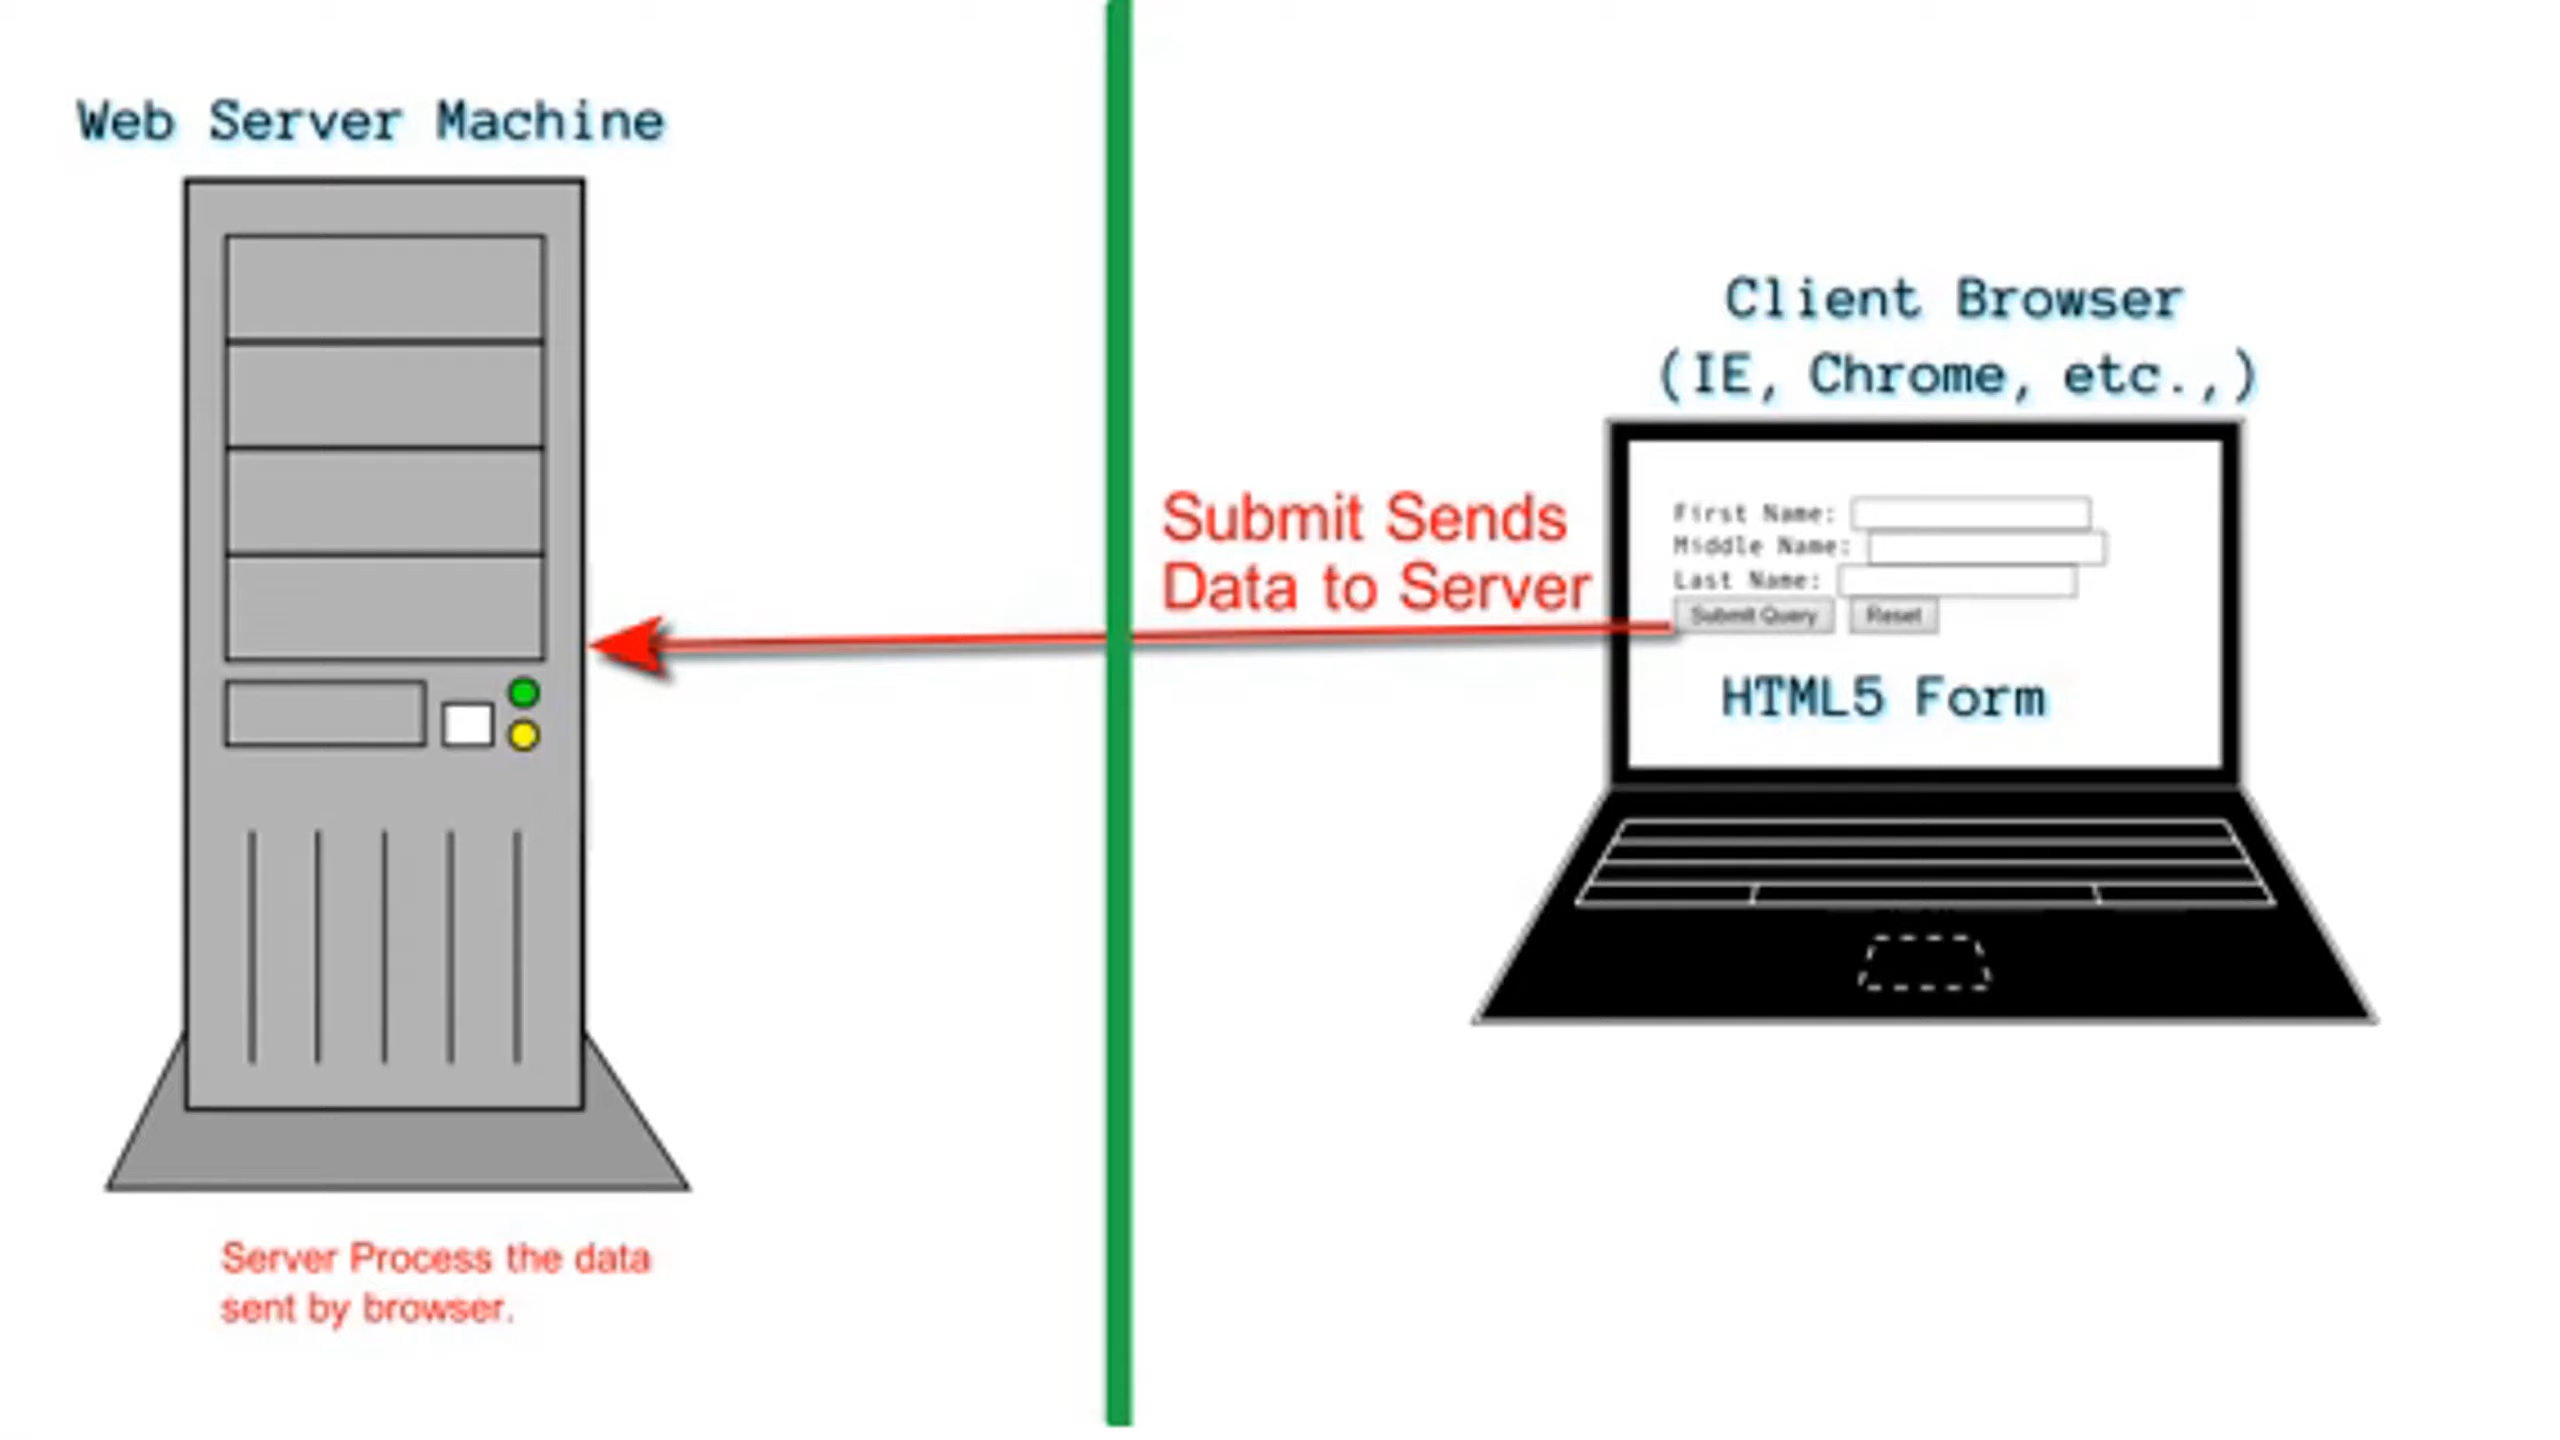 Web Server Machine
Client Browser
(IE, Chrome, etc.,)
Submit Sends
Data to Server
First Name:
Middle Name:
Last Name:
Submit Query Reset
HTML5 Form
Server Process the data
sent by browser.